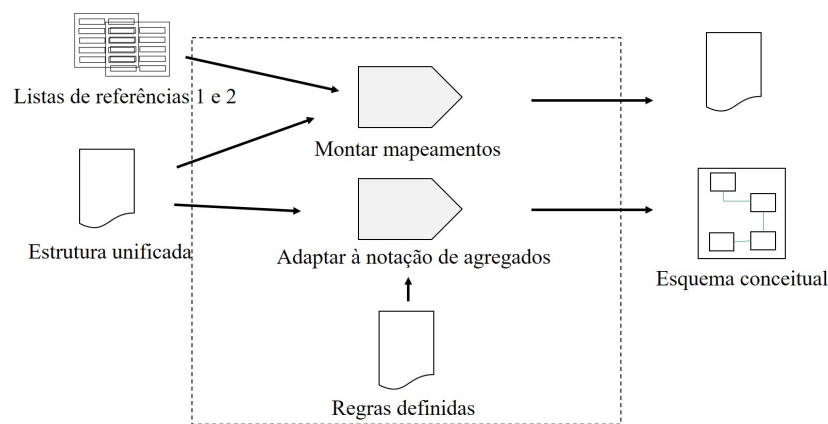 Listas de referências 1 e 2
Montar mapeamentos
Estrutura unificada
Adaptar à notação de agregados
Esquema conceitual
Regras definidas